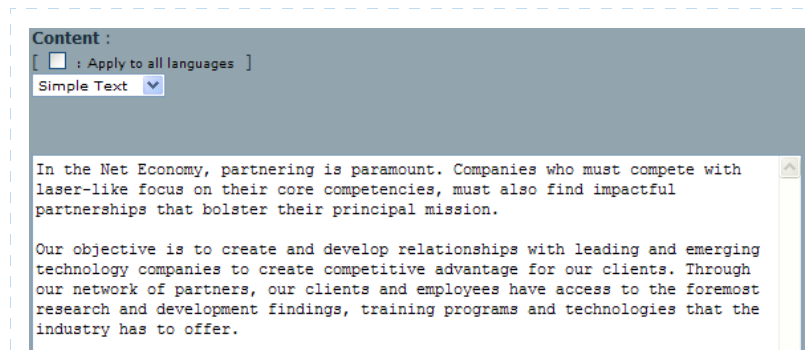 Content :
[ : Apply to all languages ]
Simple Text
In the Net Economy, partnering is paramount. Companies who must compete with
laser-like focus on their core competencies, must also find impactful
partnerships that bolster their principal mission.
Our objective is to create and develop relationships with leading and emerging
technology companies to create competitive advantage for our clients. Through
our network of partners, our clients and employees have access to the foremost
research and development findings, training programs and technologies that the
industry has to offer.